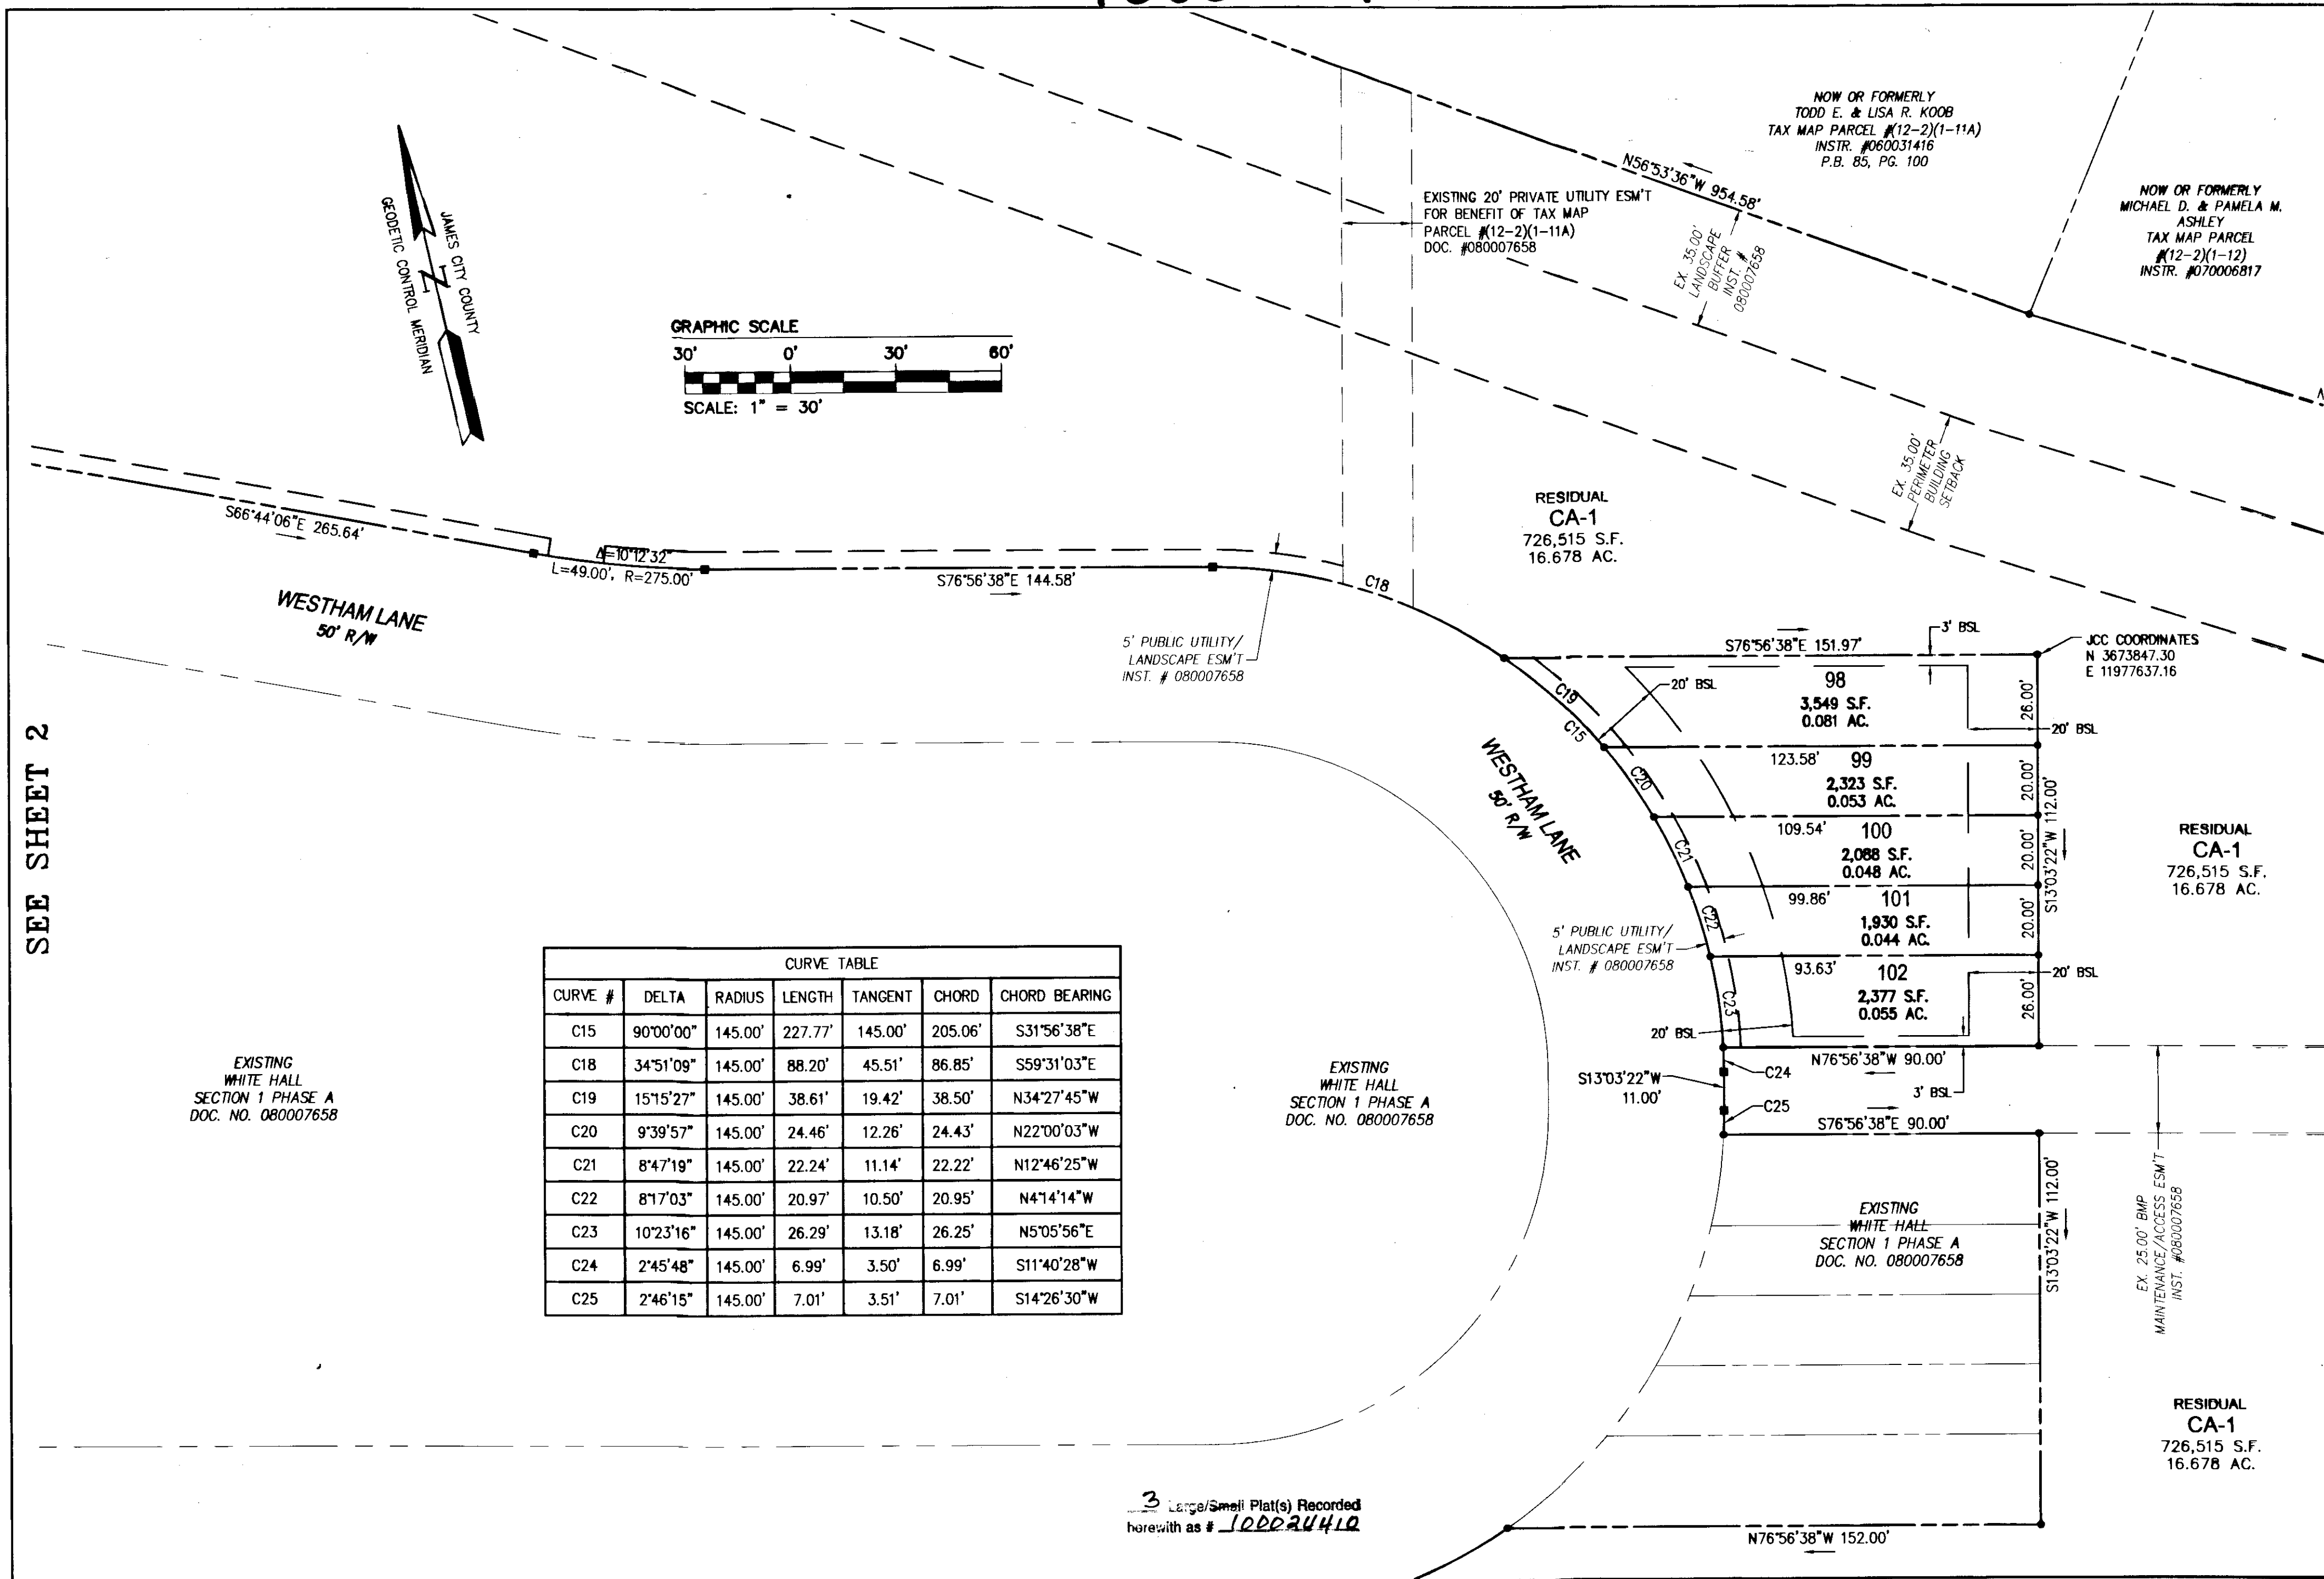 NOW OR FORMERLY
TODD E. & LISA R. KOOB
TAX MAP PARCEL #(12-2)(1-11A)
INSTR. #060031416
P.B. 85, PG. 100
NOW OR FORMERLY
MICHAEL D. & PAMELA M.
ASHLEY
TAX MAP PARCEL
#(12-2)(1-12)
INSTR. #070006817
N56°53'36"W 954.58'
EXISTING 20' PRIVATE UTILITY ESM'T
FOR BENEFIT OF TAX MAP
PARCEL #(12-2)(1-11A)
DOC. #080007658
EX. 35.00'
LANDSCAPE
BUFFER
INST. #
080007658
JAMES CITY COUNTY
GEODETIC CONTROL MERIDIAN
N
GRAPHIC SCALE
30' 0' 30' 60'
SCALE: 1" = 30'
EX. 35.00'
PERIMETER
BUILDING
SETBACK
RESIDUAL
CA-1
726,515 S.F.
16.678 AC.
S66°44'06"E 265.64'
Δ=10°12'32"
L=49.00', R=275.00'
S76°56'38"E 144.58'
C18
WESTHAM LANE
50' R/W
5' PUBLIC UTILITY/
LANDSCAPE ESM'T
INST. # 080007658
S76°56'38"E 151.97'
3' BSL
JCC COORDINATES
N 3673847.30
E 11977637.16
C19
20' BSL
98
3,549 S.F.
0.081 AC.
26.00'
20' BSL
C15
WESTHAM LANE
50' R/W
C20
123.58'
99
2,323 S.F.
0.053 AC.
20.00'
S13°03'22"W 112.00'
C21
109.54'
100
2,088 S.F.
0.048 AC.
20.00'
RESIDUAL
CA-1
726,515 S.F.
16.678 AC.
C22
99.86'
101
1,930 S.F.
0.044 AC.
20.00'
5' PUBLIC UTILITY/
LANDSCAPE ESM'T
INST. # 080007658
C23
93.63'
102
2,377 S.F.
0.055 AC.
26.00'
20' BSL
20' BSL
N76°56'38"W 90.00'
C24
S13°03'22"W
11.00'
3' BSL
C25
S76°56'38"E 90.00'
SEE SHEET 2
CURVE TABLE
CURVE # DELTA RADIUS LENGTH TANGENT CHORD CHORD BEARING
C15 90°00'00" 145.00' 227.77' 145.00' 205.06' S31°56'38"E
C18 34°51'09" 145.00' 88.20' 45.51' 86.85' S59°31'03"E
C19 15°15'27" 145.00' 38.61' 19.42' 38.50' N34°27'45"W
C20 9°39'57" 145.00' 24.46' 12.26' 24.43' N22°00'03"W
C21 8°47'19" 145.00' 22.24' 11.14' 22.22' N12°46'25"W
C22 8°17'03" 145.00' 20.97' 10.50' 20.95' N4°14'14"W
C23 10°23'16" 145.00' 26.29' 13.18' 26.25' N5°05'56"E
C24 2°45'48" 145.00' 6.99' 3.50' 6.99' S11°40'28"W
C25 2°46'15" 145.00' 7.01' 3.51' 7.01' S14°26'30"W
EXISTING
WHITE HALL
SECTION 1 PHASE A
DOC. NO. 080007658
EXISTING
WHITE HALL
SECTION 1 PHASE A
DOC. NO. 080007658
EXISTING
WHITE HALL
SECTION 1 PHASE A
DOC. NO. 080007658
S13°03'22"W 112.00'
EX. 25.00' BMP
MAINTENANCE/ACCESS ESM'T
INST. #080007658
RESIDUAL
CA-1
726,515 S.F.
16.678 AC.
N76°56'38"W 152.00'
3 Large/Small Plat(s) Recorded
herewith as # 100024410